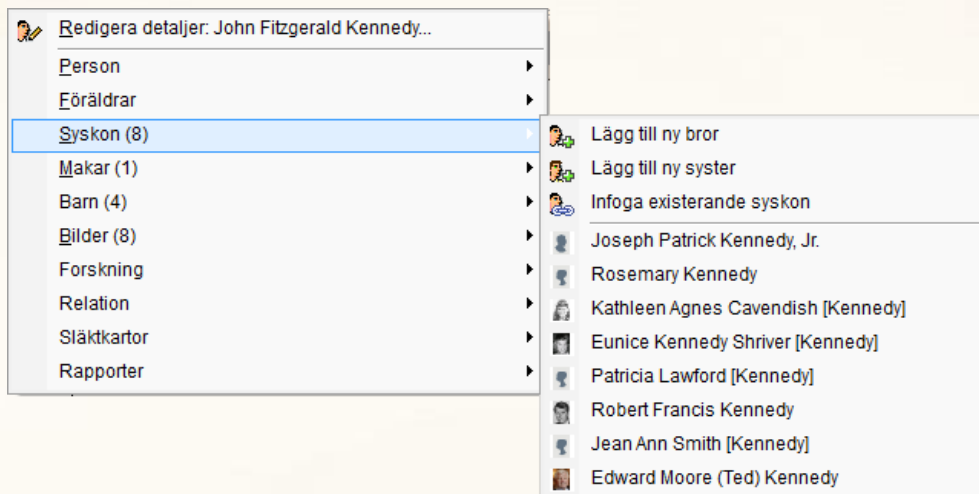 Redigera detaljer: John Fitzgerald Kennedy...
Person
Föräldrar
Syskon (8)
Makar (1)
Barn (4)
Bilder (8)
Forskning
Relation
Släktkartor
Rapporter
Lägg till ny bror
Lägg till ny syster
Infoga existerande syskon
Joseph Patrick Kennedy, Jr.
Rosemary Kennedy
Kathleen Agnes Cavendish [Kennedy]
Eunice Kennedy Shriver [Kennedy]
Patricia Lawford [Kennedy]
Robert Francis Kennedy
Jean Ann Smith [Kennedy]
Edward Moore (Ted) Kennedy